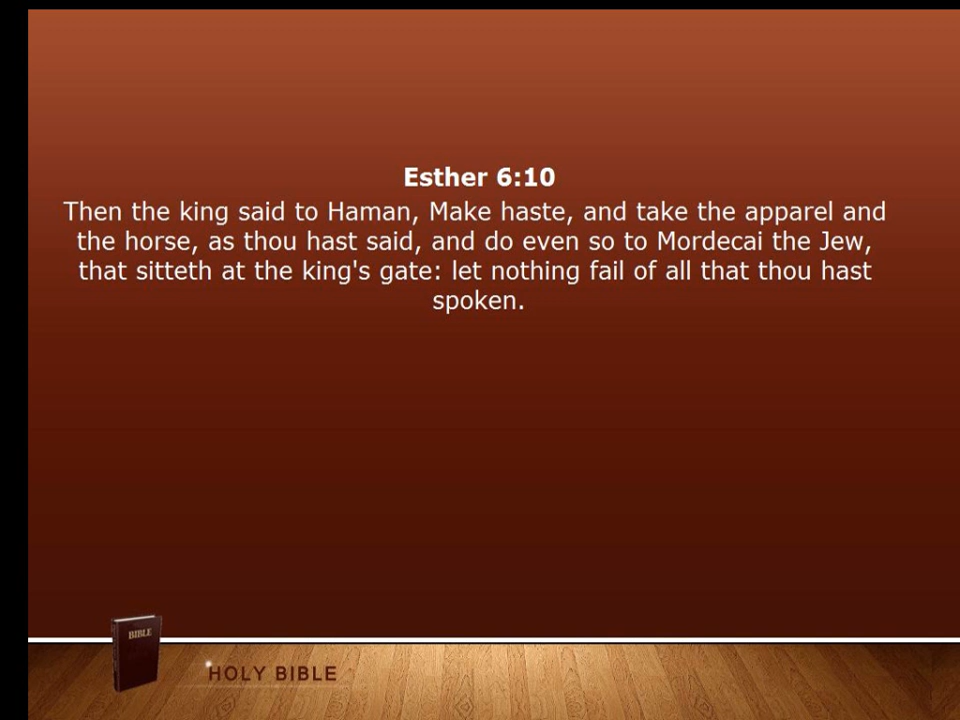 Esther 6:10
Then the king said to Haman, Make haste, and take the apparel and
the horse, as thou hast said, and do even so to Mordecai the Jew,
that sitteth at the king's gate: let nothing fail of all that thou hast
spoken.
BIBLE
HOLY BIBLE